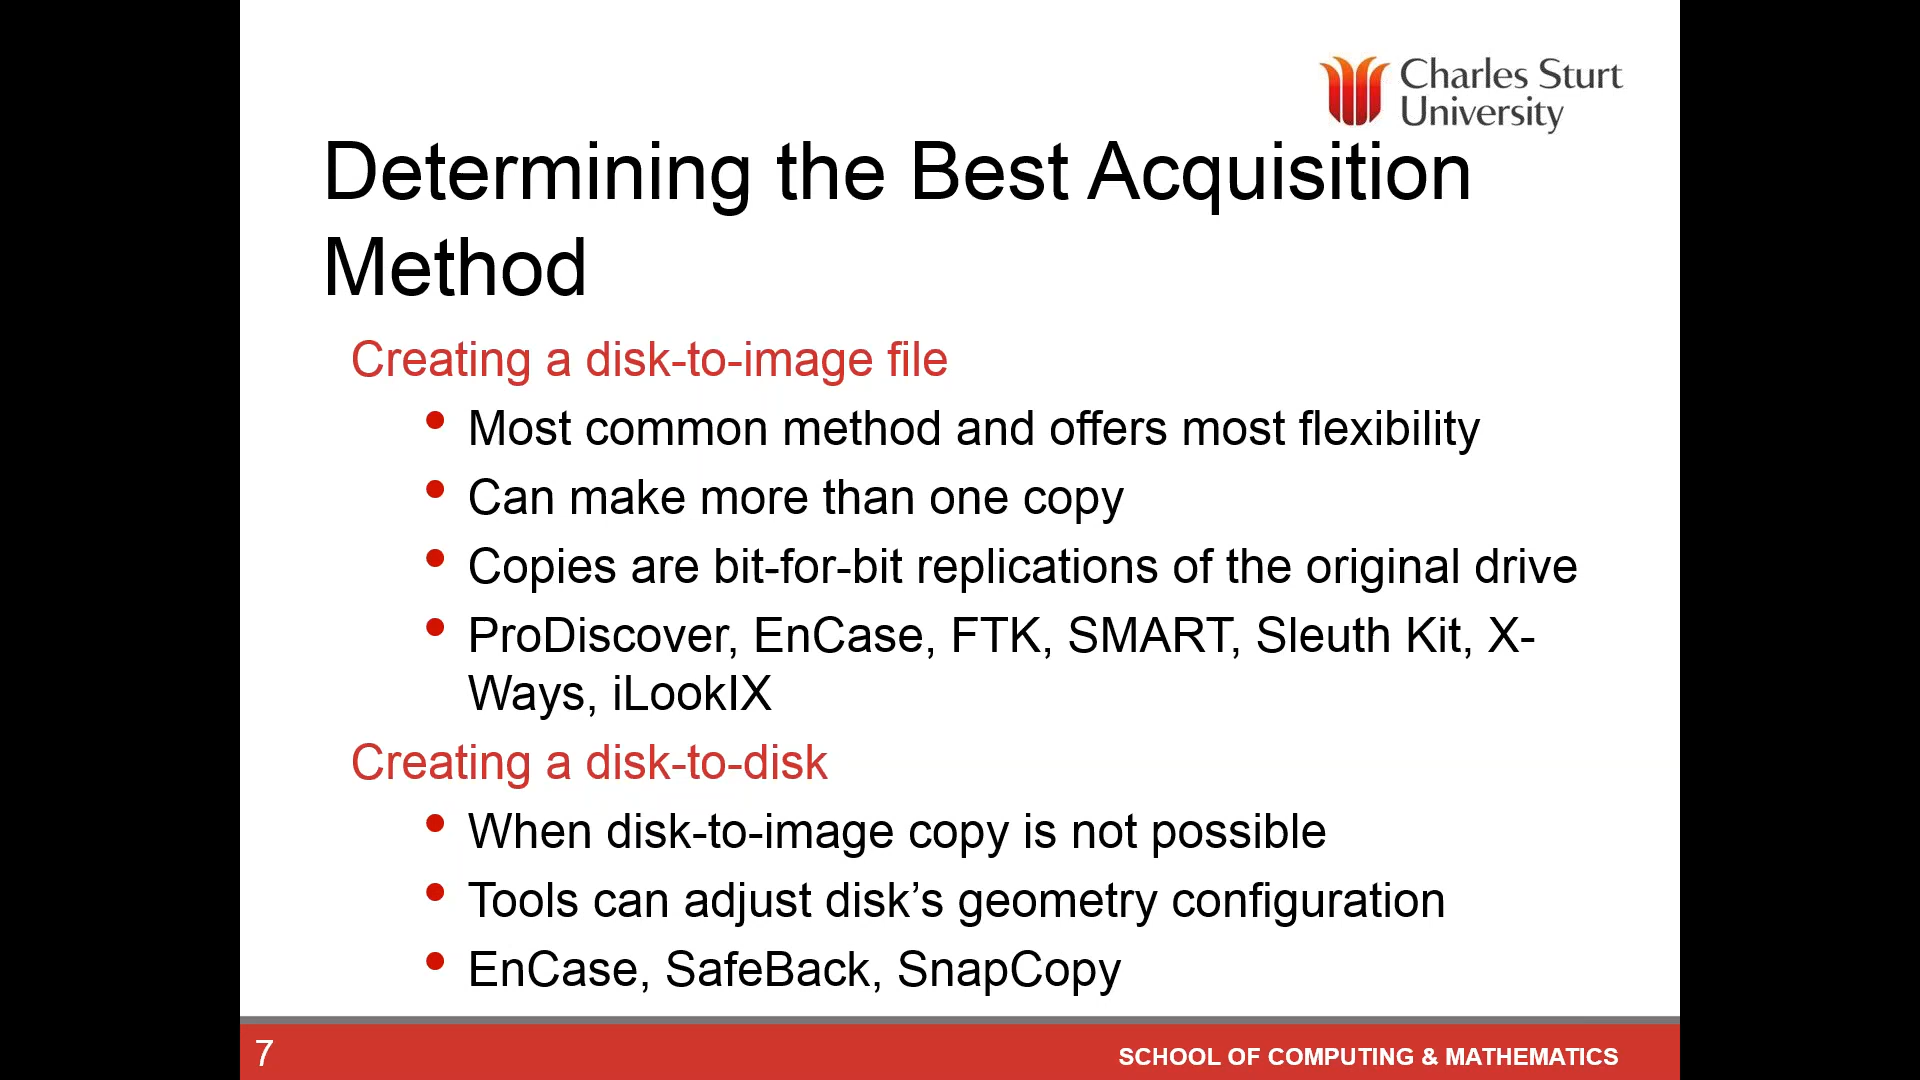 Charles Sturt
University
Determining the Best Acquisition
Method
Creating a disk-to-image file
• Most common method and offers most flexibility
• Can make more than one copy
• Copies are bit-for-bit replications of the original drive
• ProDiscover, EnCase, FTK, SMART, Sleuth Kit, X-
Ways, iLookIX
Creating a disk-to-disk
• When disk-to-image copy is not possible
• Tools can adjust disk’s geometry configuration
• EnCase, SafeBack, SnapCopy
7
SCHOOL OF COMPUTING & MATHEMATICS